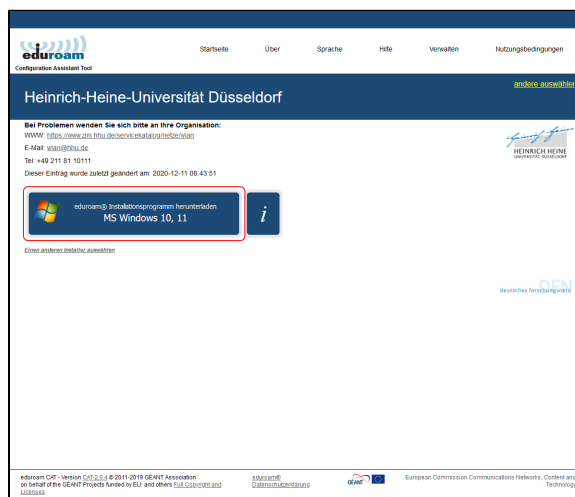 eduroam
Configuration Assistant Tool
Startseite Über Sprache Hilfe Verwalten Nutzungsbedingungen
andere auswählen
Heinrich-Heine-Universität Düsseldorf
Bei Problemen wenden Sie sich bitte an Ihre Organisation:
WWW: https://www.zim.hhu.de/servicekatalog/netze/wlan
E-Mail: wlan@hhu.de
Tel: +49 211 81 10111
Dieser Eintrag wurde zuletzt geändert am: 2020-12-11 08:43:51
HEINRICH HEINE
UNIVERSITÄT DÜSSELDORF
eduroam® Installationsprogramm herunterladen
MS Windows 10, 11
i
Einen anderen Installer auswählen
DFN
deutsches forschungsnetz
eduroam CAT - Version CAT-2.0.4 © 2011-2019 GÉANT Association
on behalf of the GÉANT Projects funded by EU; and others Full Copyright and
Licenses
eduroam®
Datenschutzerklärung
GÉANT
European Commission Communications Networks, Content and
Technology